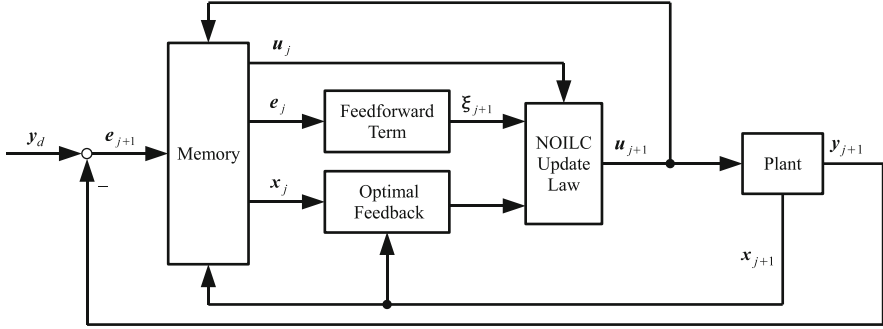 u_j
e_j
Feedforward
Term
ξ_{j+1}
y_d
e_{j+1}
Memory
NOILC
Update
Law
u_{j+1}
Plant
y_{j+1}
−
x_j
Optimal
Feedback
x_{j+1}